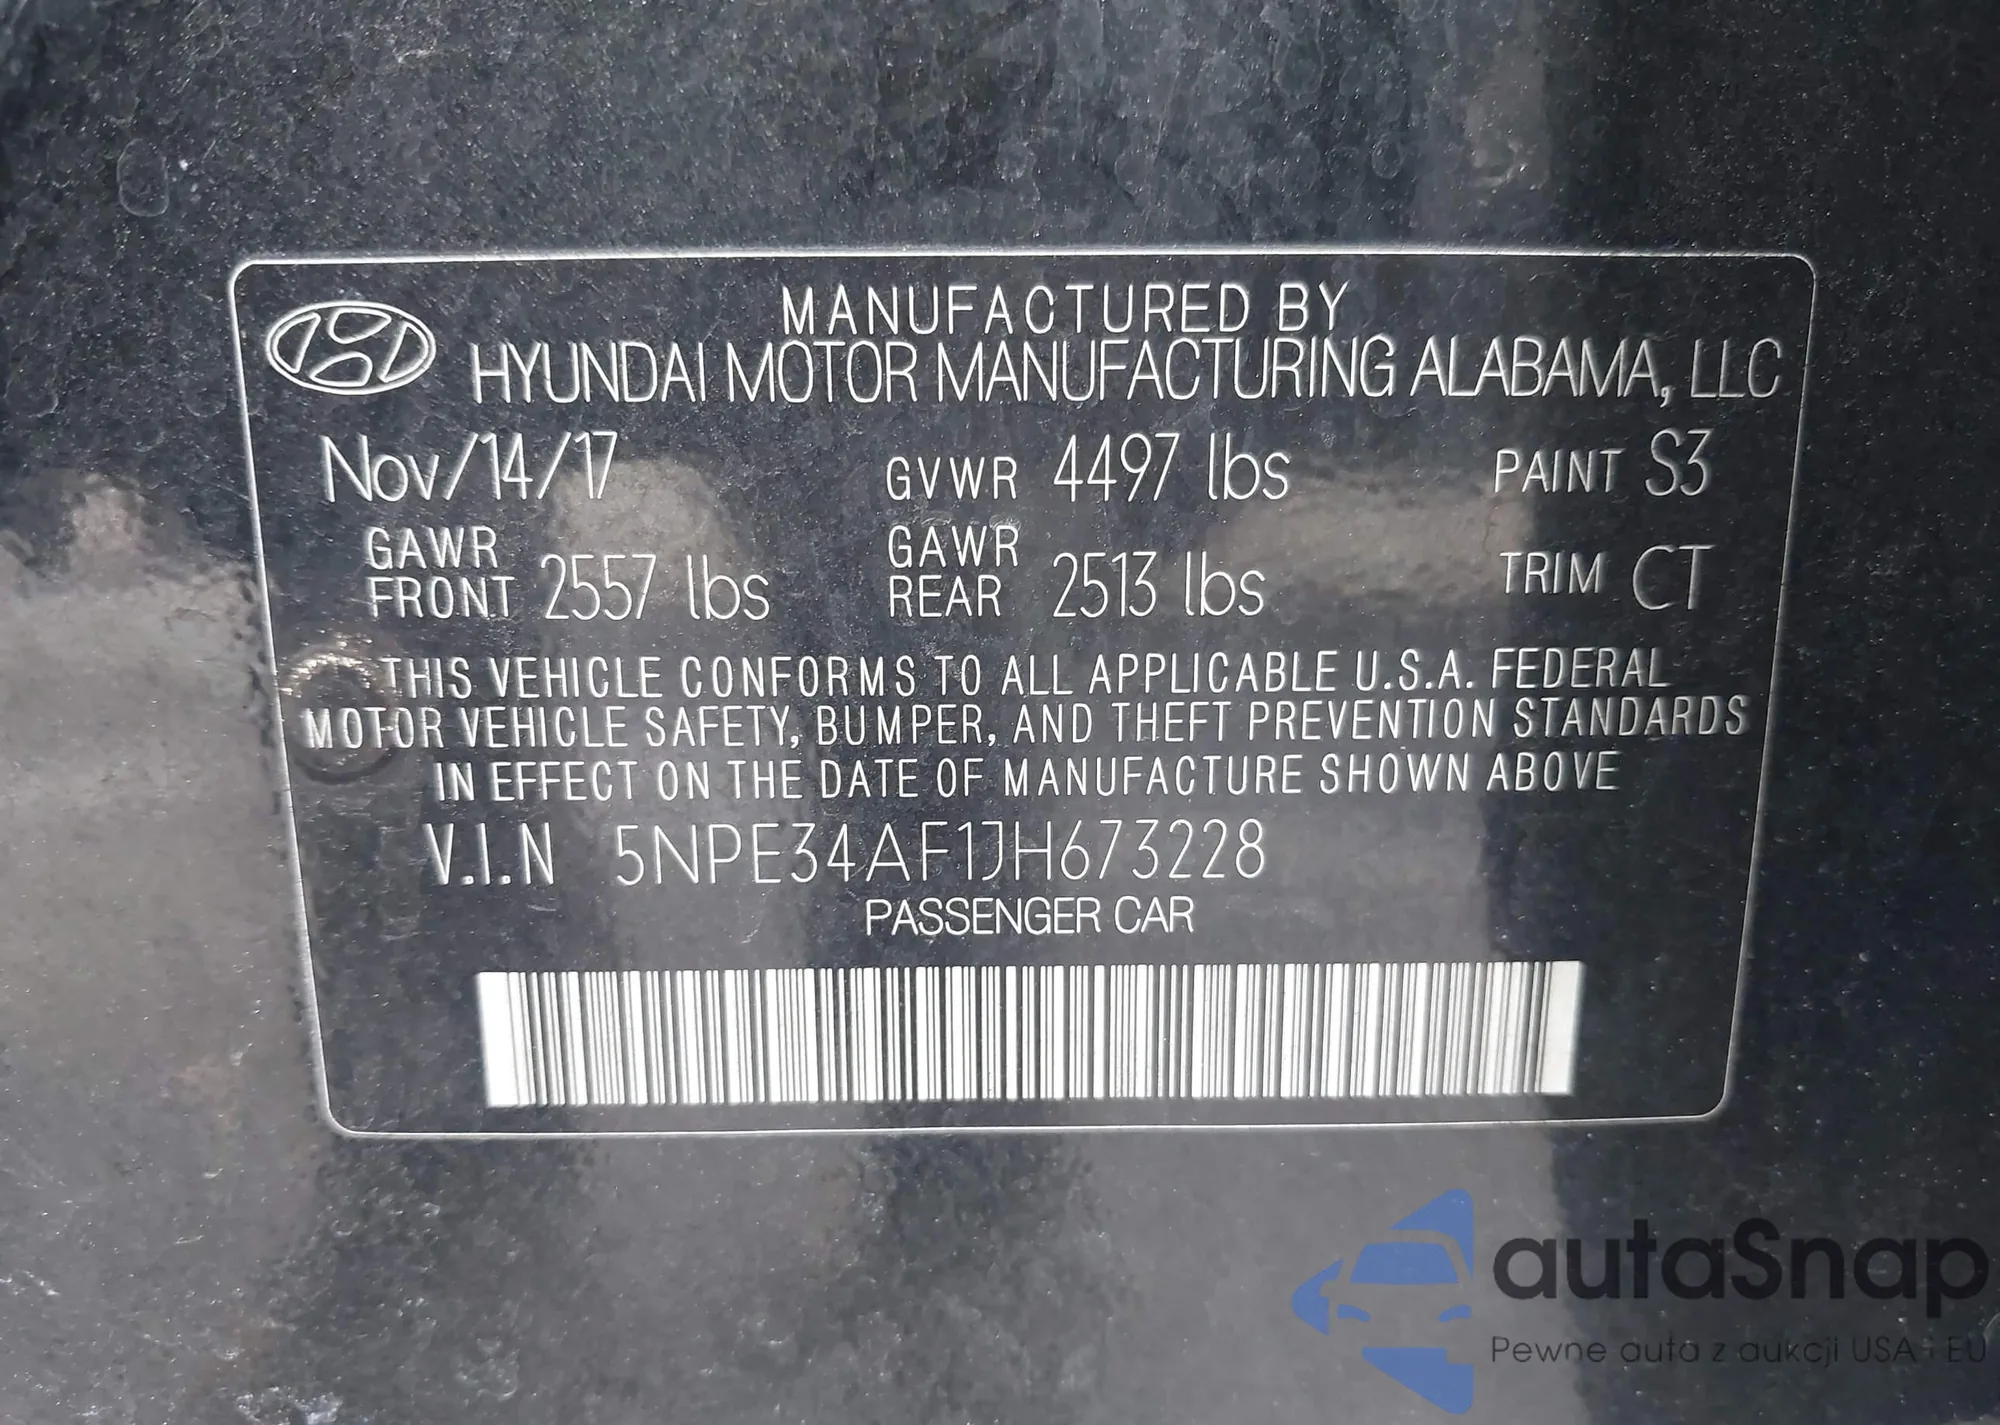 MANUFACTURED BY
HYUNDAI MOTOR MANUFACTURING ALABAMA, LLC
Nov/14/17 GVWR 4497 lbs PAINT S3
GAWR FRONT 2557 lbs GAWR REAR 2513 lbs TRIM CT
THIS VEHICLE CONFORMS TO ALL APPLICABLE U.S.A. FEDERAL
MOTOR VEHICLE SAFETY, BUMPER, AND THEFT PREVENTION STANDARDS
IN EFFECT ON THE DATE OF MANUFACTURE SHOWN ABOVE
V.I.N 5NPE34AF1JH673228
PASSENGER CAR
autaSnap
Pewne auta z aukcji USA i EU